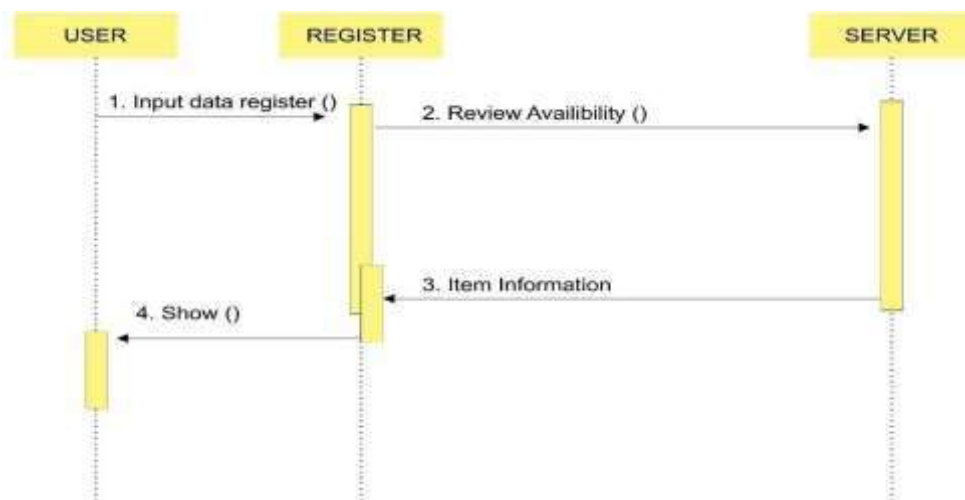 USER
REGISTER
SERVER
1. Input data register ()
2. Review Availibility ()
3. Item Information
4. Show ()